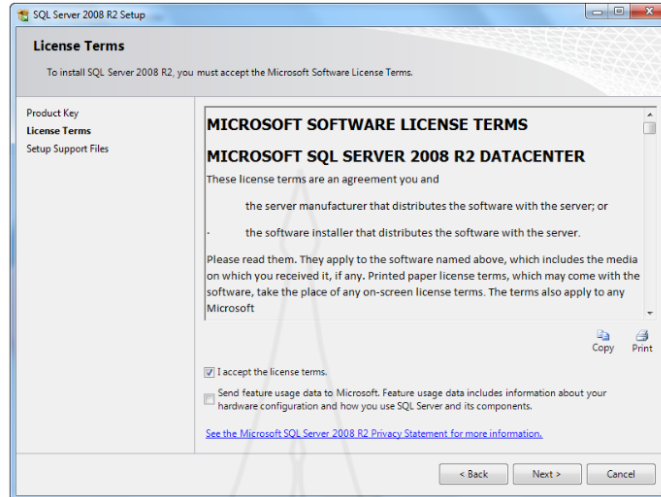 SQL Server 2008 R2 Setup
License Terms
To install SQL Server 2008 R2, you must accept the Microsoft Software License Terms.
Product Key
License Terms
Setup Support Files
MICROSOFT SOFTWARE LICENSE TERMS
MICROSOFT SQL SERVER 2008 R2 DATACENTER
These license terms are an agreement you and
the server manufacturer that distributes the software with the server; or
- the software installer that distributes the software with the server.
Please read them. They apply to the software named above, which includes the media
on which you received it, if any. Printed paper license terms, which may come with the
software, take the place of any on-screen license terms. The terms also apply to any
Microsoft
Copy Print
I accept the license terms.
Send feature usage data to Microsoft. Feature usage data includes information about your
hardware configuration and how you use SQL Server and its components.
See the Microsoft SQL Server 2008 R2 Privacy Statement for more information.
< Back Next > Cancel